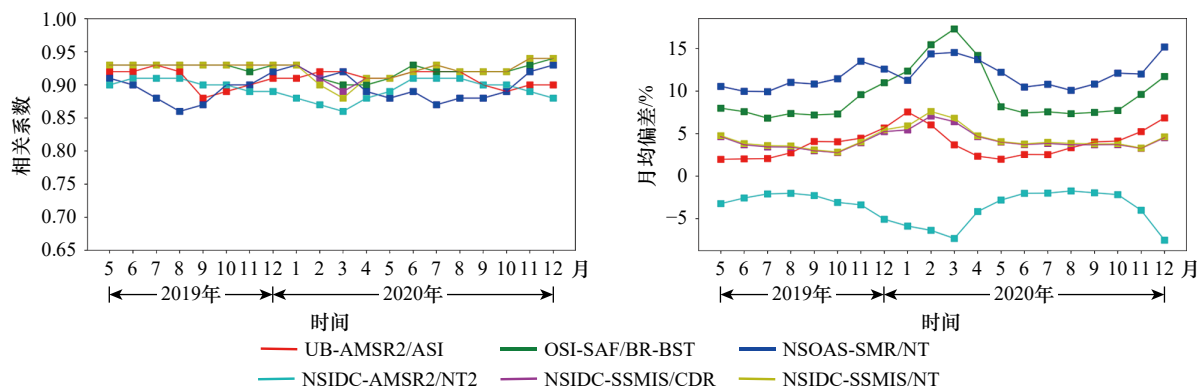 1.00
0.95
0.90
0.85
0.80
0.75
0.70
0.65
相关系数
5 6 7 8 9 10 11 12 1 2 3 4 5 6 7 8 9 10 11 12 月
2019年 2020年
时间
15
10
5
0
−5
月均偏差/%
5 6 7 8 9 10 11 12 1 2 3 4 5 6 7 8 9 10 11 12 月
2019年 2020年
时间
UB-AMSR2/ASI OSI-SAF/BR-BST NSOAS-SMR/NT
NSIDC-AMSR2/NT2 NSIDC-SSMIS/CDR NSIDC-SSMIS/NT